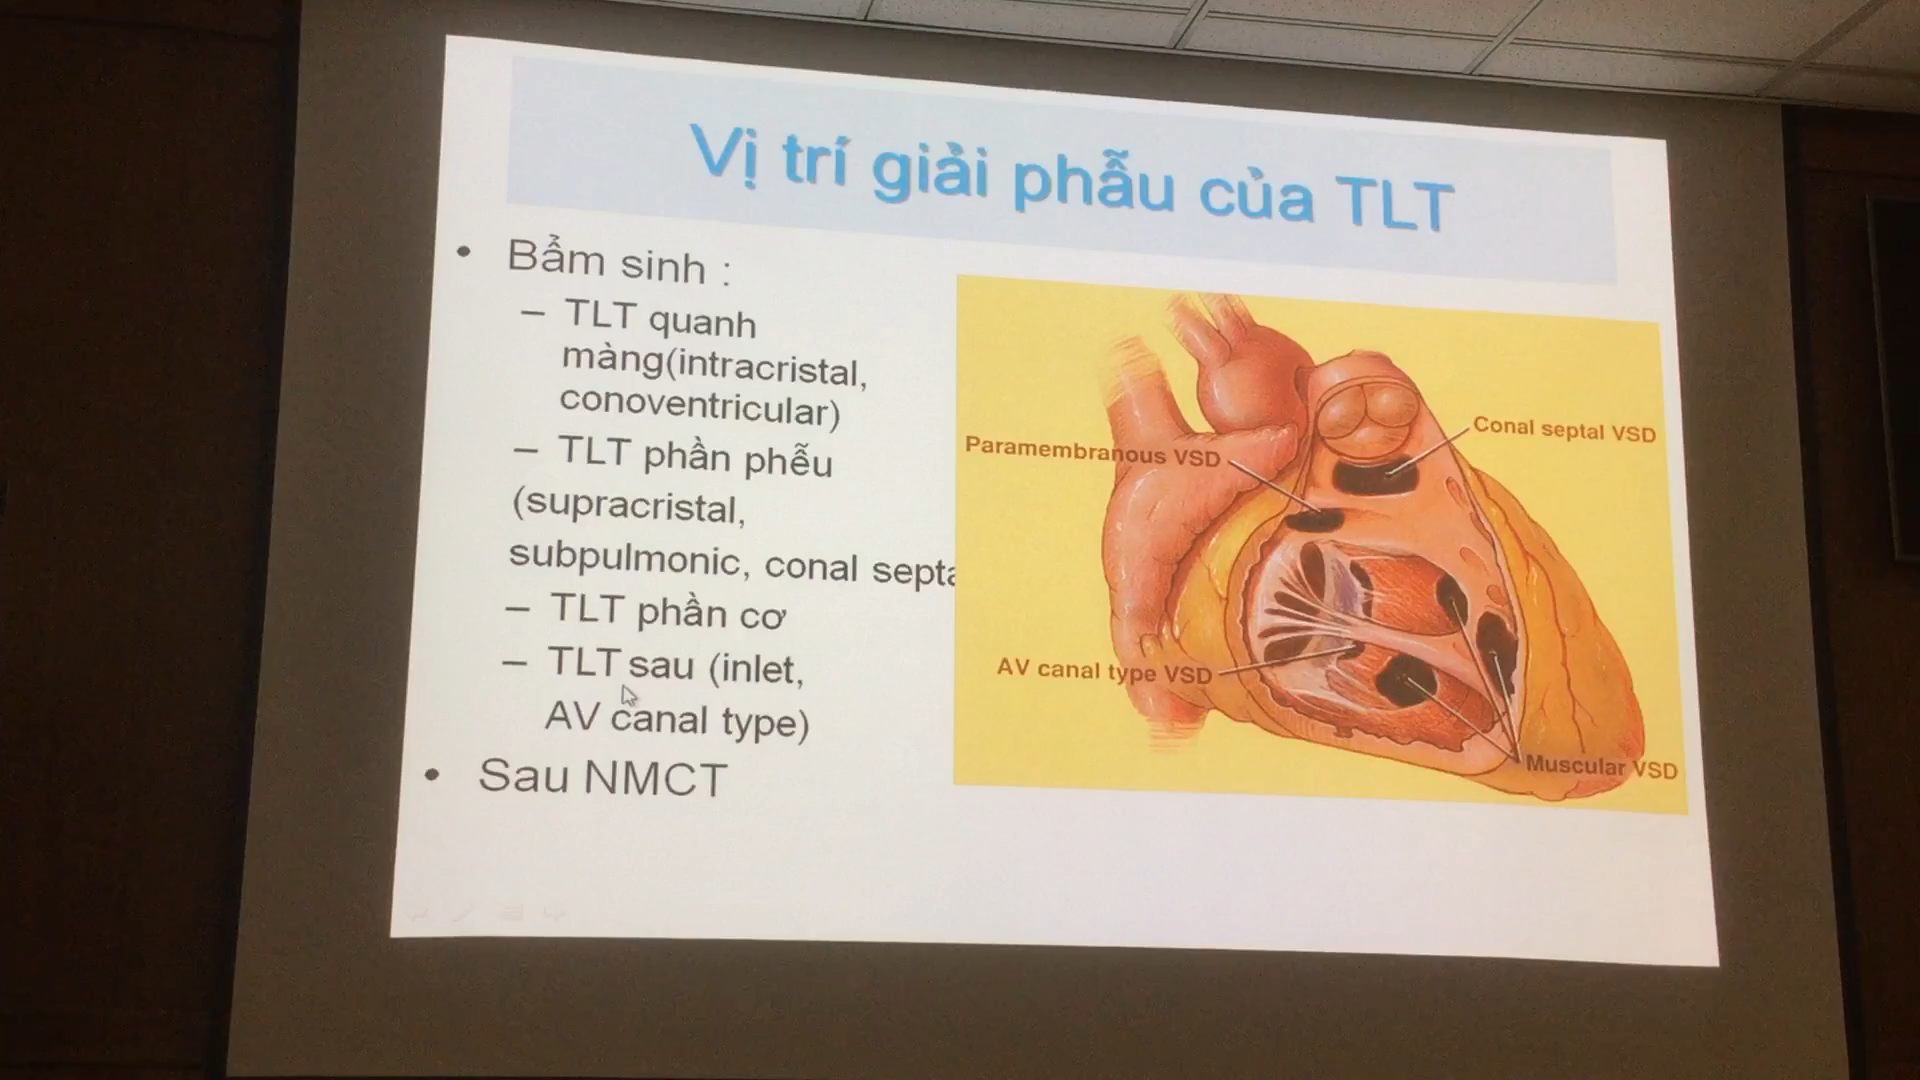 Vị trí giải phẫu của TLT
• Bẩm sinh :
– TLT quanh
màng(intracristal,
conoventricular)
– TLT phần phễu
(supracristal,
subpulmonic, conal septa
– TLT phần cơ
– TLT sau (inlet,
AV canal type)
• Sau NMCT
Conal septal VSD
Paramembranous VSD
AV canal type VSD
Muscular VSD